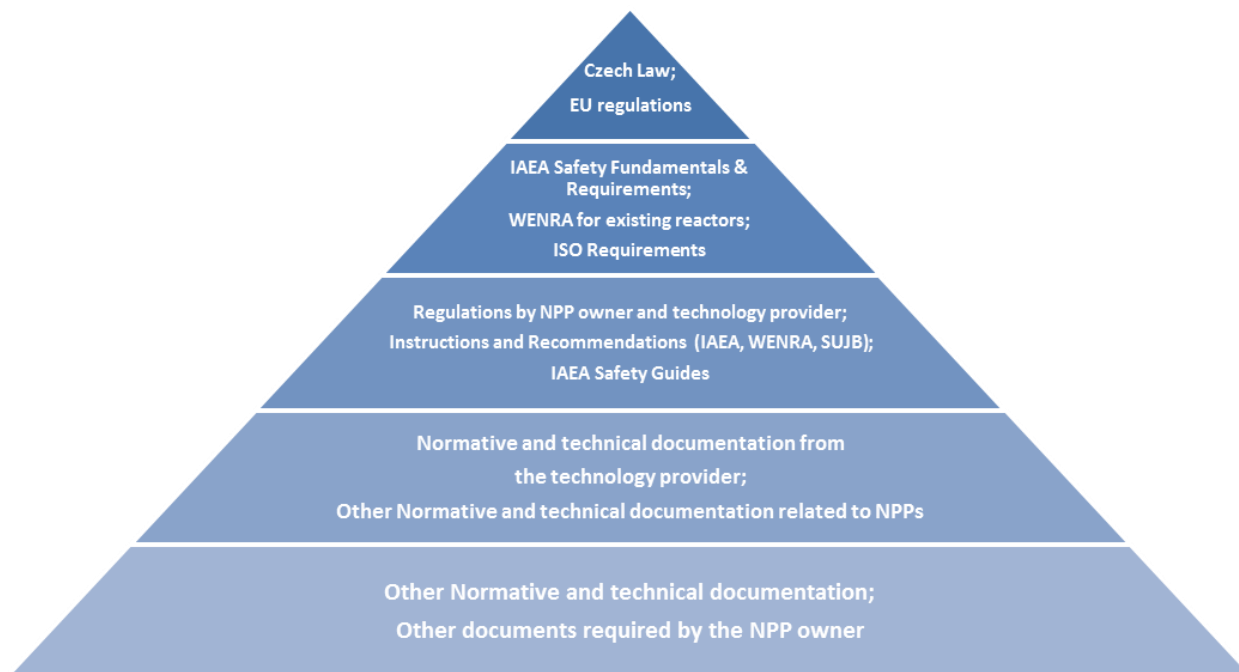 Czech Law;
EU regulations
IAEA Safety Fundamentals &
Requirements;
WENRA for existing reactors;
ISO Requirements
Regulations by NPP owner and technology provider;
Instructions and Recommendations (IAEA, WENRA, SUJB);
IAEA Safety Guides
Normative and technical documentation from
the technology provider;
Other Normative and technical documentation related to NPPs
Other Normative and technical documentation;
Other documents required by the NPP owner